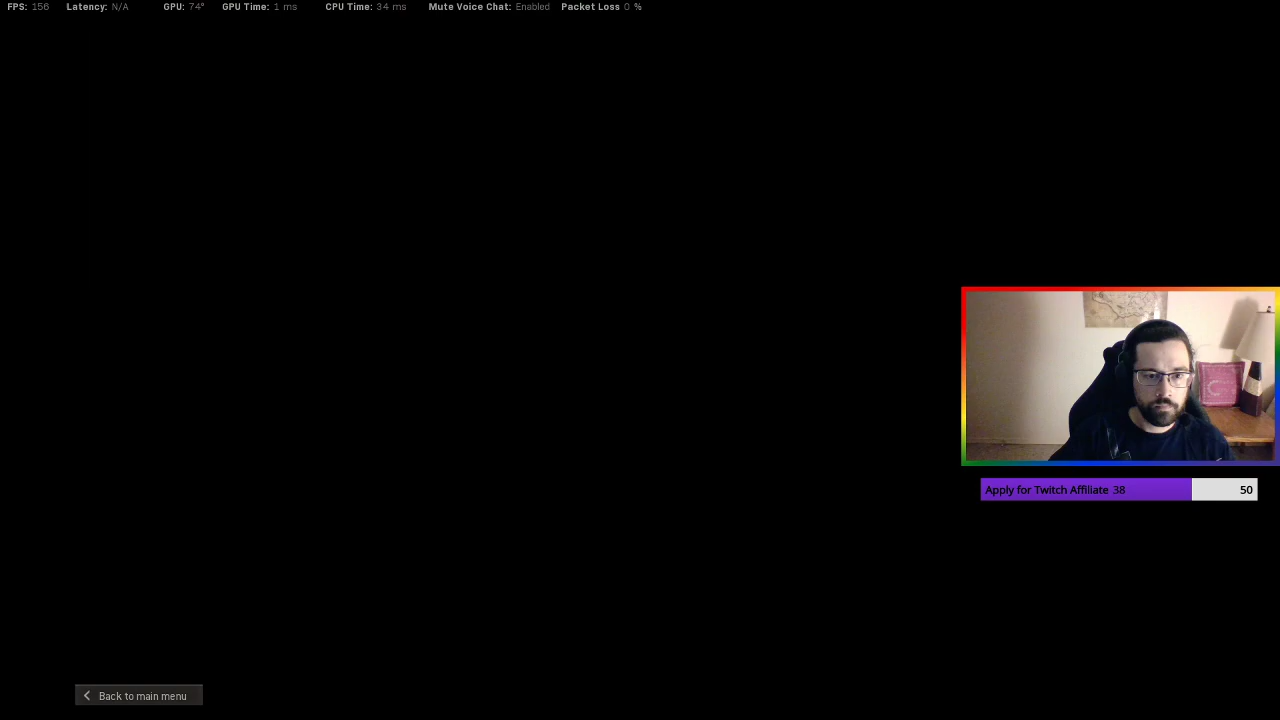 FPS: 156 Latency: N/A GPU: 74° GPU Time: 1 ms CPU Time: 34 ms Mute Voice Chat: Enabled Packet Loss 0 %
Apply for Twitch Affiliate 38 50
Back to main menu